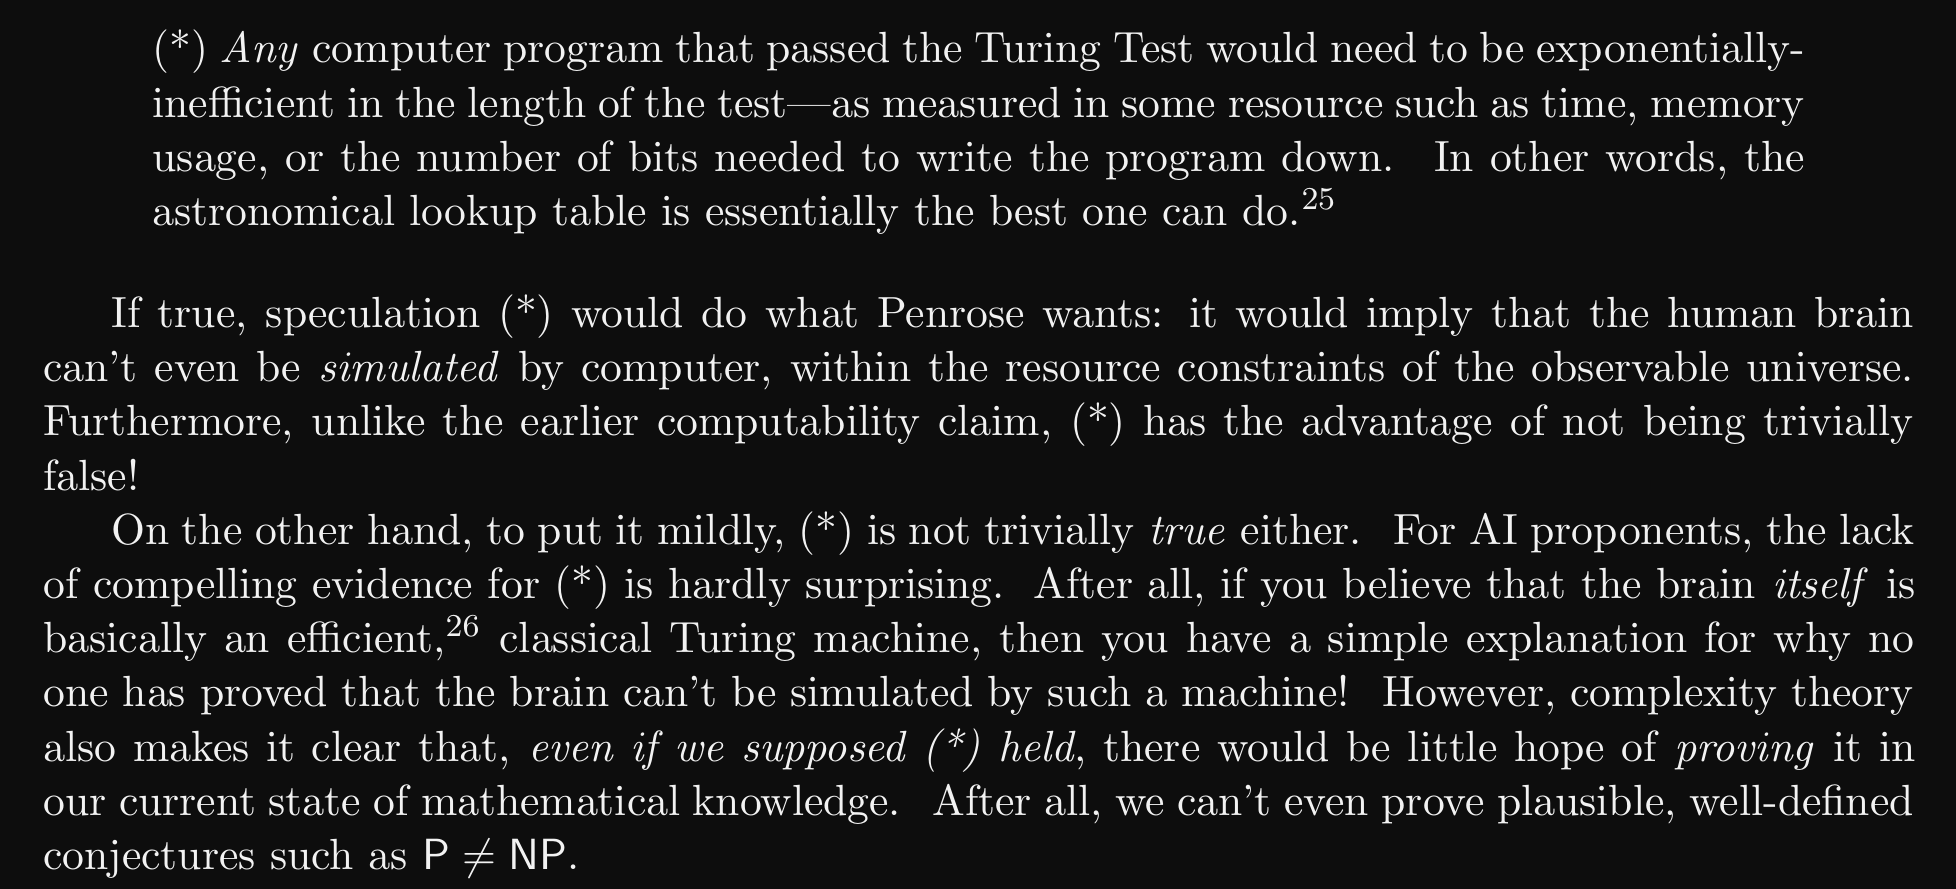 (*) Any computer program that passed the Turing Test would need to be exponentially-
inefficient in the length of the test—as measured in some resource such as time, memory
usage, or the number of bits needed to write the program down. In other words, the
astronomical lookup table is essentially the best one can do.25
If true, speculation (*) would do what Penrose wants: it would imply that the human brain
can't even be simulated by computer, within the resource constraints of the observable universe.
Furthermore, unlike the earlier computability claim, (*) has the advantage of not being trivially
false!
On the other hand, to put it mildly, (*) is not trivially true either. For AI proponents, the lack
of compelling evidence for (*) is hardly surprising. After all, if you believe that the brain itself is
basically an efficient,26 classical Turing machine, then you have a simple explanation for why no
one has proved that the brain can't be simulated by such a machine! However, complexity theory
also makes it clear that, even if we supposed (*) held, there would be little hope of proving it in
our current state of mathematical knowledge. After all, we can't even prove plausible, well-defined
conjectures such as P ≠ NP.